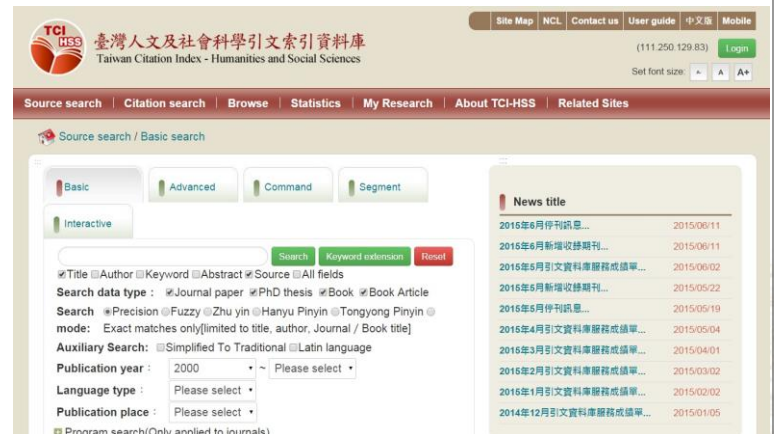 Site Map NCL Contact us User guide 中文版 Mobile
TCI
HSS
臺灣人文及社會科學引文索引資料庫
Taiwan Citation Index - Humanities and Social Sciences
(111.250.129.83) Login
Set font size: A A+
Source search Citation search Browse Statistics My Research About TCI-HSS Related Sites
Source search / Basic search
Basic Advanced Command Segment
Interactive
Search Keyword extension Reset
Title Author Keyword Abstract Source All fields
Search data type : Journal paper PhD thesis Book Book Article
Search Precision Fuzzy Zhu yin Hanyu Pinyin Tongyong Pinyin
mode: Exact matches only[limited to title, author, Journal / Book title]
Auxiliary Search: Simplified To Traditional Latin language
Publication year : 2000 ~ Please select
Language type : Please select
Publication place : Please select
Program search(Only applied to journals)
News title
2015年6月停刊訊息... 2015/06/11
2015年6月新增收錄期刊... 2015/06/11
2015年5月引文資料庫服務成績單... 2015/06/02
2015年5月新增收錄期刊... 2015/05/22
2015年5月停刊訊息... 2015/05/19
2015年4月引文資料庫服務成績單... 2015/05/04
2015年3月引文資料庫服務成績單... 2015/04/01
2015年2月引文資料庫服務成績單... 2015/03/02
2015年1月引文資料庫服務成績單... 2015/02/02
2014年12月引文資料庫服務成績單... 2015/01/05